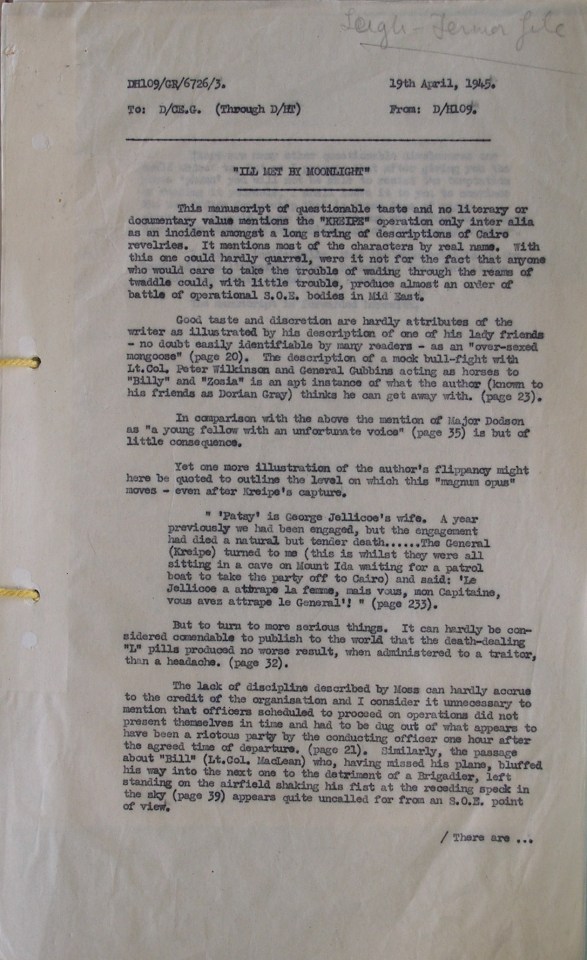 Leigh-Fermor file
DH109/GR/6726/3. 19th April, 1945.
To: D/CE.G. (Through D/HT) From: D/H109.
"ILL MET BY MOONLIGHT"
This manuscript of questionable taste and no literary or
documentary value mentions the "KREIPE" operation only inter alia
as an incident amongst a long string of descriptions of Cairo
revelries. It mentions most of the characters by real name. With
this one could hardly quarrel, were it not for the fact that anyone
who would care to take the trouble of wading through the reams of
twaddle could, with little trouble, produce almost an order of
battle of operational S.O.E. bodies in Mid East.
Good taste and discretion are hardly attributes of the
writer as illustrated by his description of one of his lady friends
- no doubt easily identifiable by many readers - as an "over-sexed
mongoose" (page 20). The description of a mock bull-fight with
Lt.Col. Peter Wilkinson and General Gubbins acting as horses to
"Billy" and "Zosia" is an apt instance of what the author (known to
his friends as Dorian Gray) thinks he can get away with. (page 23).
In comparison with the above the mention of Major Dodson
as "a young fellow with an unfortunate voice" (page 35) is but of
little consequence.
Yet one more illustration of the author's flippancy might
here be quoted to outline the level on which this "magnum opus"
moves - even after Kreipe's capture.
" 'Patsy' is George Jellicoe's wife. A year
previously we had been engaged, but the engagement
had died a natural but tender death......The General
(Kreipe) turned to me (this is whilst they were all
sitting in a cave on Mount Ida waiting for a patrol
boat to take the party off to Cairo) and said: 'Le
Jellicoe a attrape la femme, mais vous, mon Capitaine,
vous aves attrape le General'! " (page 233).
But to turn to more serious things. It can hardly be con-
sidered comendable to publish to the world that the death-dealing
"L" pills produced no worse result, when administered to a traitor,
than a headache. (page 32).
The lack of discipline described by Moss can hardly accrue
to the credit of the organisation and I consider it unnecessary to
mention that officers scheduled to proceed on operations did not
present themselves in time and had to be dug out of what appears to
have been a riotous party by the conducting officer one hour after
the agreed time of departure. (page 21). Similarly, the passage
about "Bill" (Lt.Col. MacLean) who, having missed his plane, bluffed
his way into the next one to the detriment of a Brigadier, left
standing on the airfield shaking his fist at the receding speck in
the sky (page 39) appears quite uncalled for from an S.O.E. point
of view.
/ There are ...